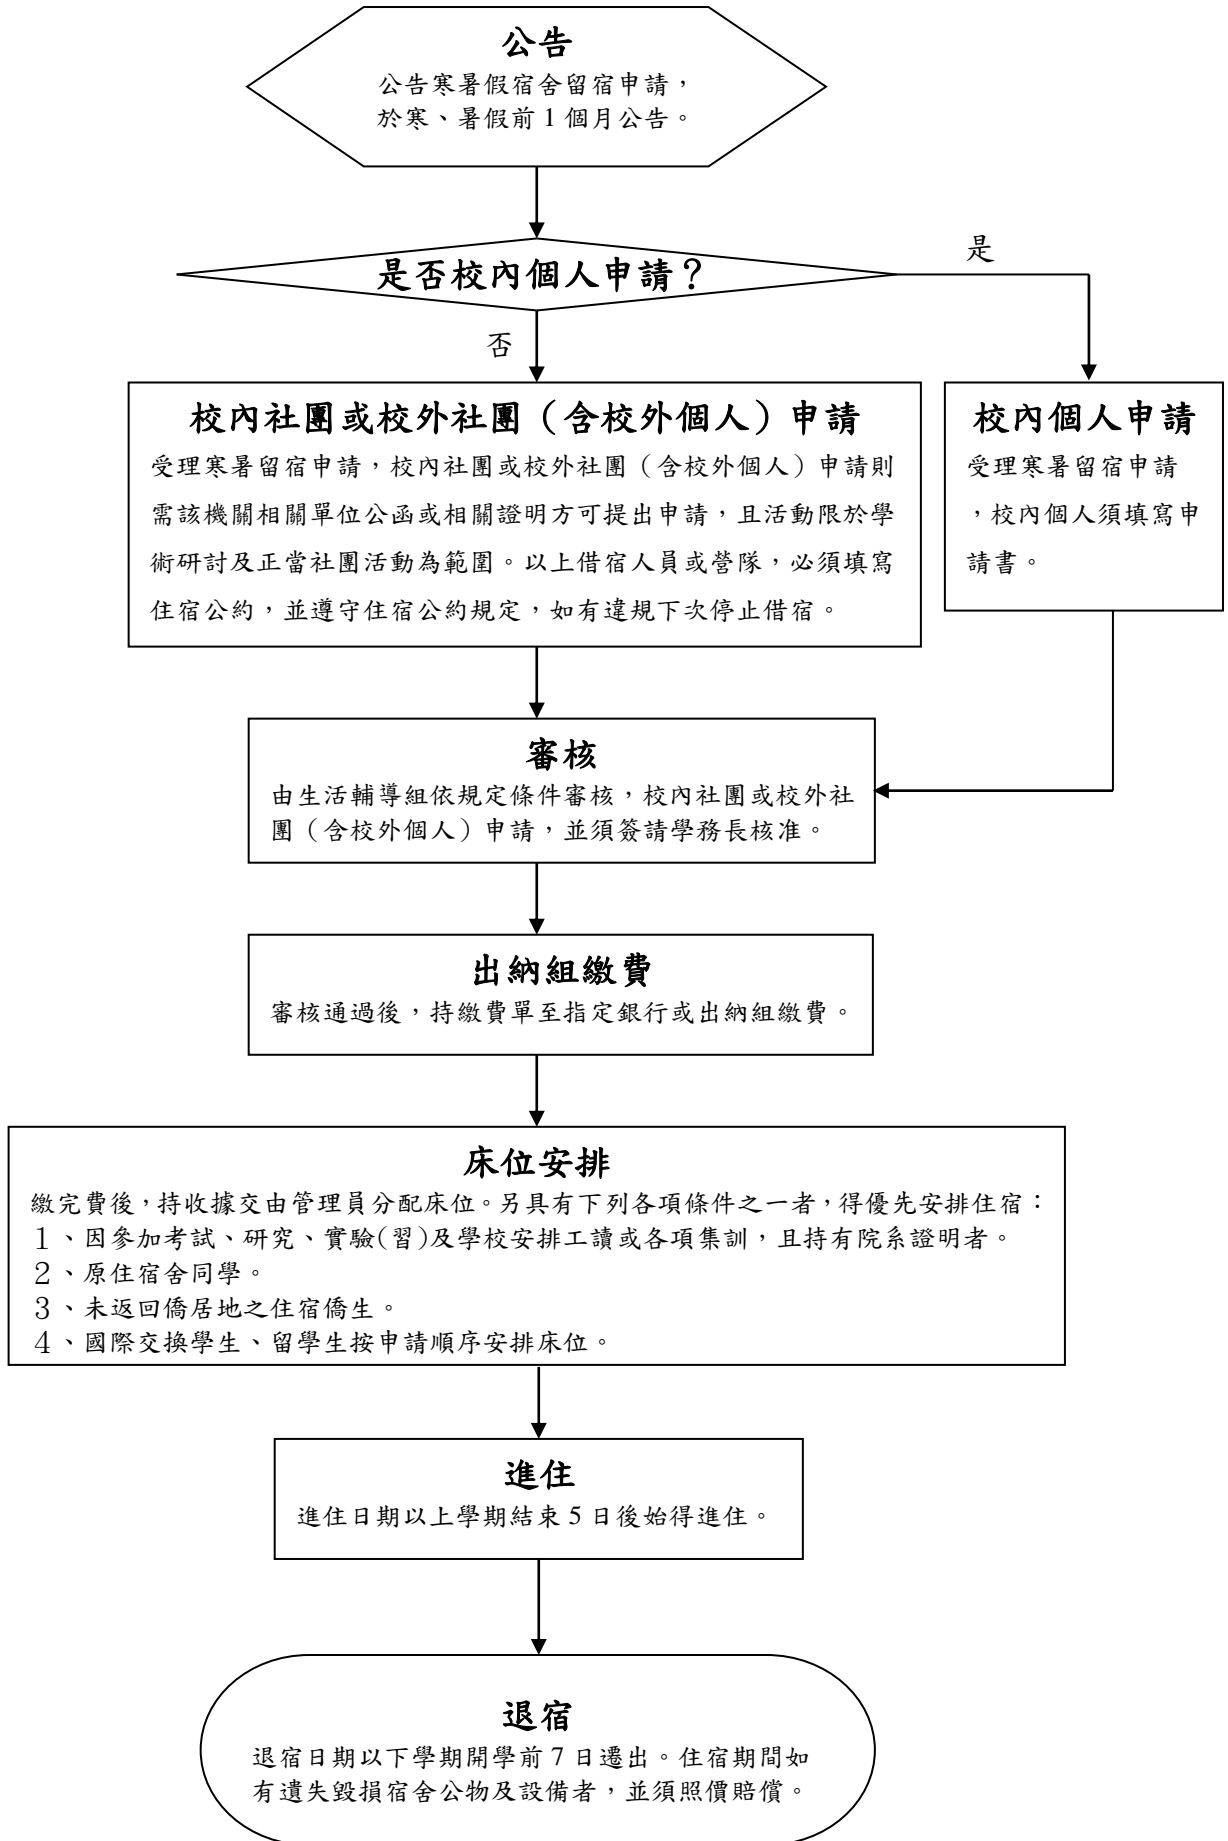 公告
公告寒暑假宿舍留宿申請，
於寒、暑假前 1 個月公告。
是否校內個人申請？
是
否
校內社團或校外社團（含校外個人）申請
受理寒暑留宿申請，校內社團或校外社團（含校外個人）申請則
需該機關相關單位公函或相關證明方可提出申請，且活動限於學
術研討及正當社團活動為範圍。以上借宿人員或營隊，必須填寫
住宿公約，並遵守住宿公約規定，如有違規下次停止借宿。
校內個人申請
受理寒暑留宿申請
，校內個人須填寫申
請書。
審核
由生活輔導組依規定條件審核，校內社團或校外社
團（含校外個人）申請，並須簽請學務長核准。
出納組繳費
審核通過後，持繳費單至指定銀行或出納組繳費。
床位安排
繳完費後，持收據交由管理員分配床位。另具有下列各項條件之一者，得優先安排住宿：
１、因參加考試、研究、實驗(習)及學校安排工讀或各項集訓，且持有院系證明者。
２、原住宿舍同學。
３、未返回僑居地之住宿僑生。
４、國際交換學生、留學生按申請順序安排床位。
進住
進住日期以上學期結束 5 日後始得進住。
退宿
退宿日期以下學期開學前 7 日遷出。住宿期間如
有遺失毀損宿舍公物及設備者，並須照價賠償。